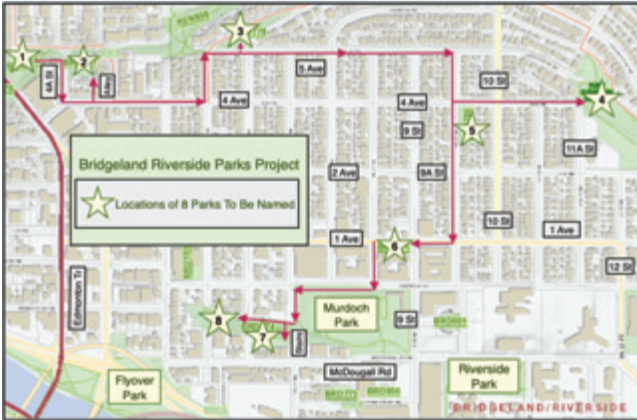 3
1
2
4A St
Alley
5 Ave
4 Ave
4 Ave
10 St
4
9 St
5
11A St
Bridgeland Riverside Parks Project
Locations of 8 Parks To Be Named
2 Ave
9A St
10 St
1 Ave
6
1 Ave
12 St
Edmonton Tr
8
7
Murdoch
Park
9 St
McDougall Rd
Flyover
Park
Riverside
Park
BRIDGELAND/RIVERSIDE